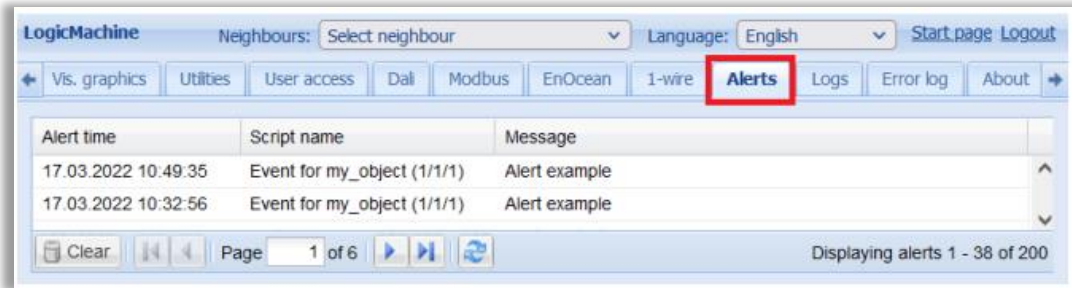 LogicMachine Neighbours: Select neighbour Language: English Start page Logout
Vis. graphics Utilities User access Dali Modbus EnOcean 1-wire Alerts Logs Error log About
Alert time Script name Message
17.03.2022 10:49:35 Event for my_object (1/1/1) Alert example
17.03.2022 10:32:56 Event for my_object (1/1/1) Alert example
Clear Page 1 of 6 Displaying alerts 1 - 38 of 200